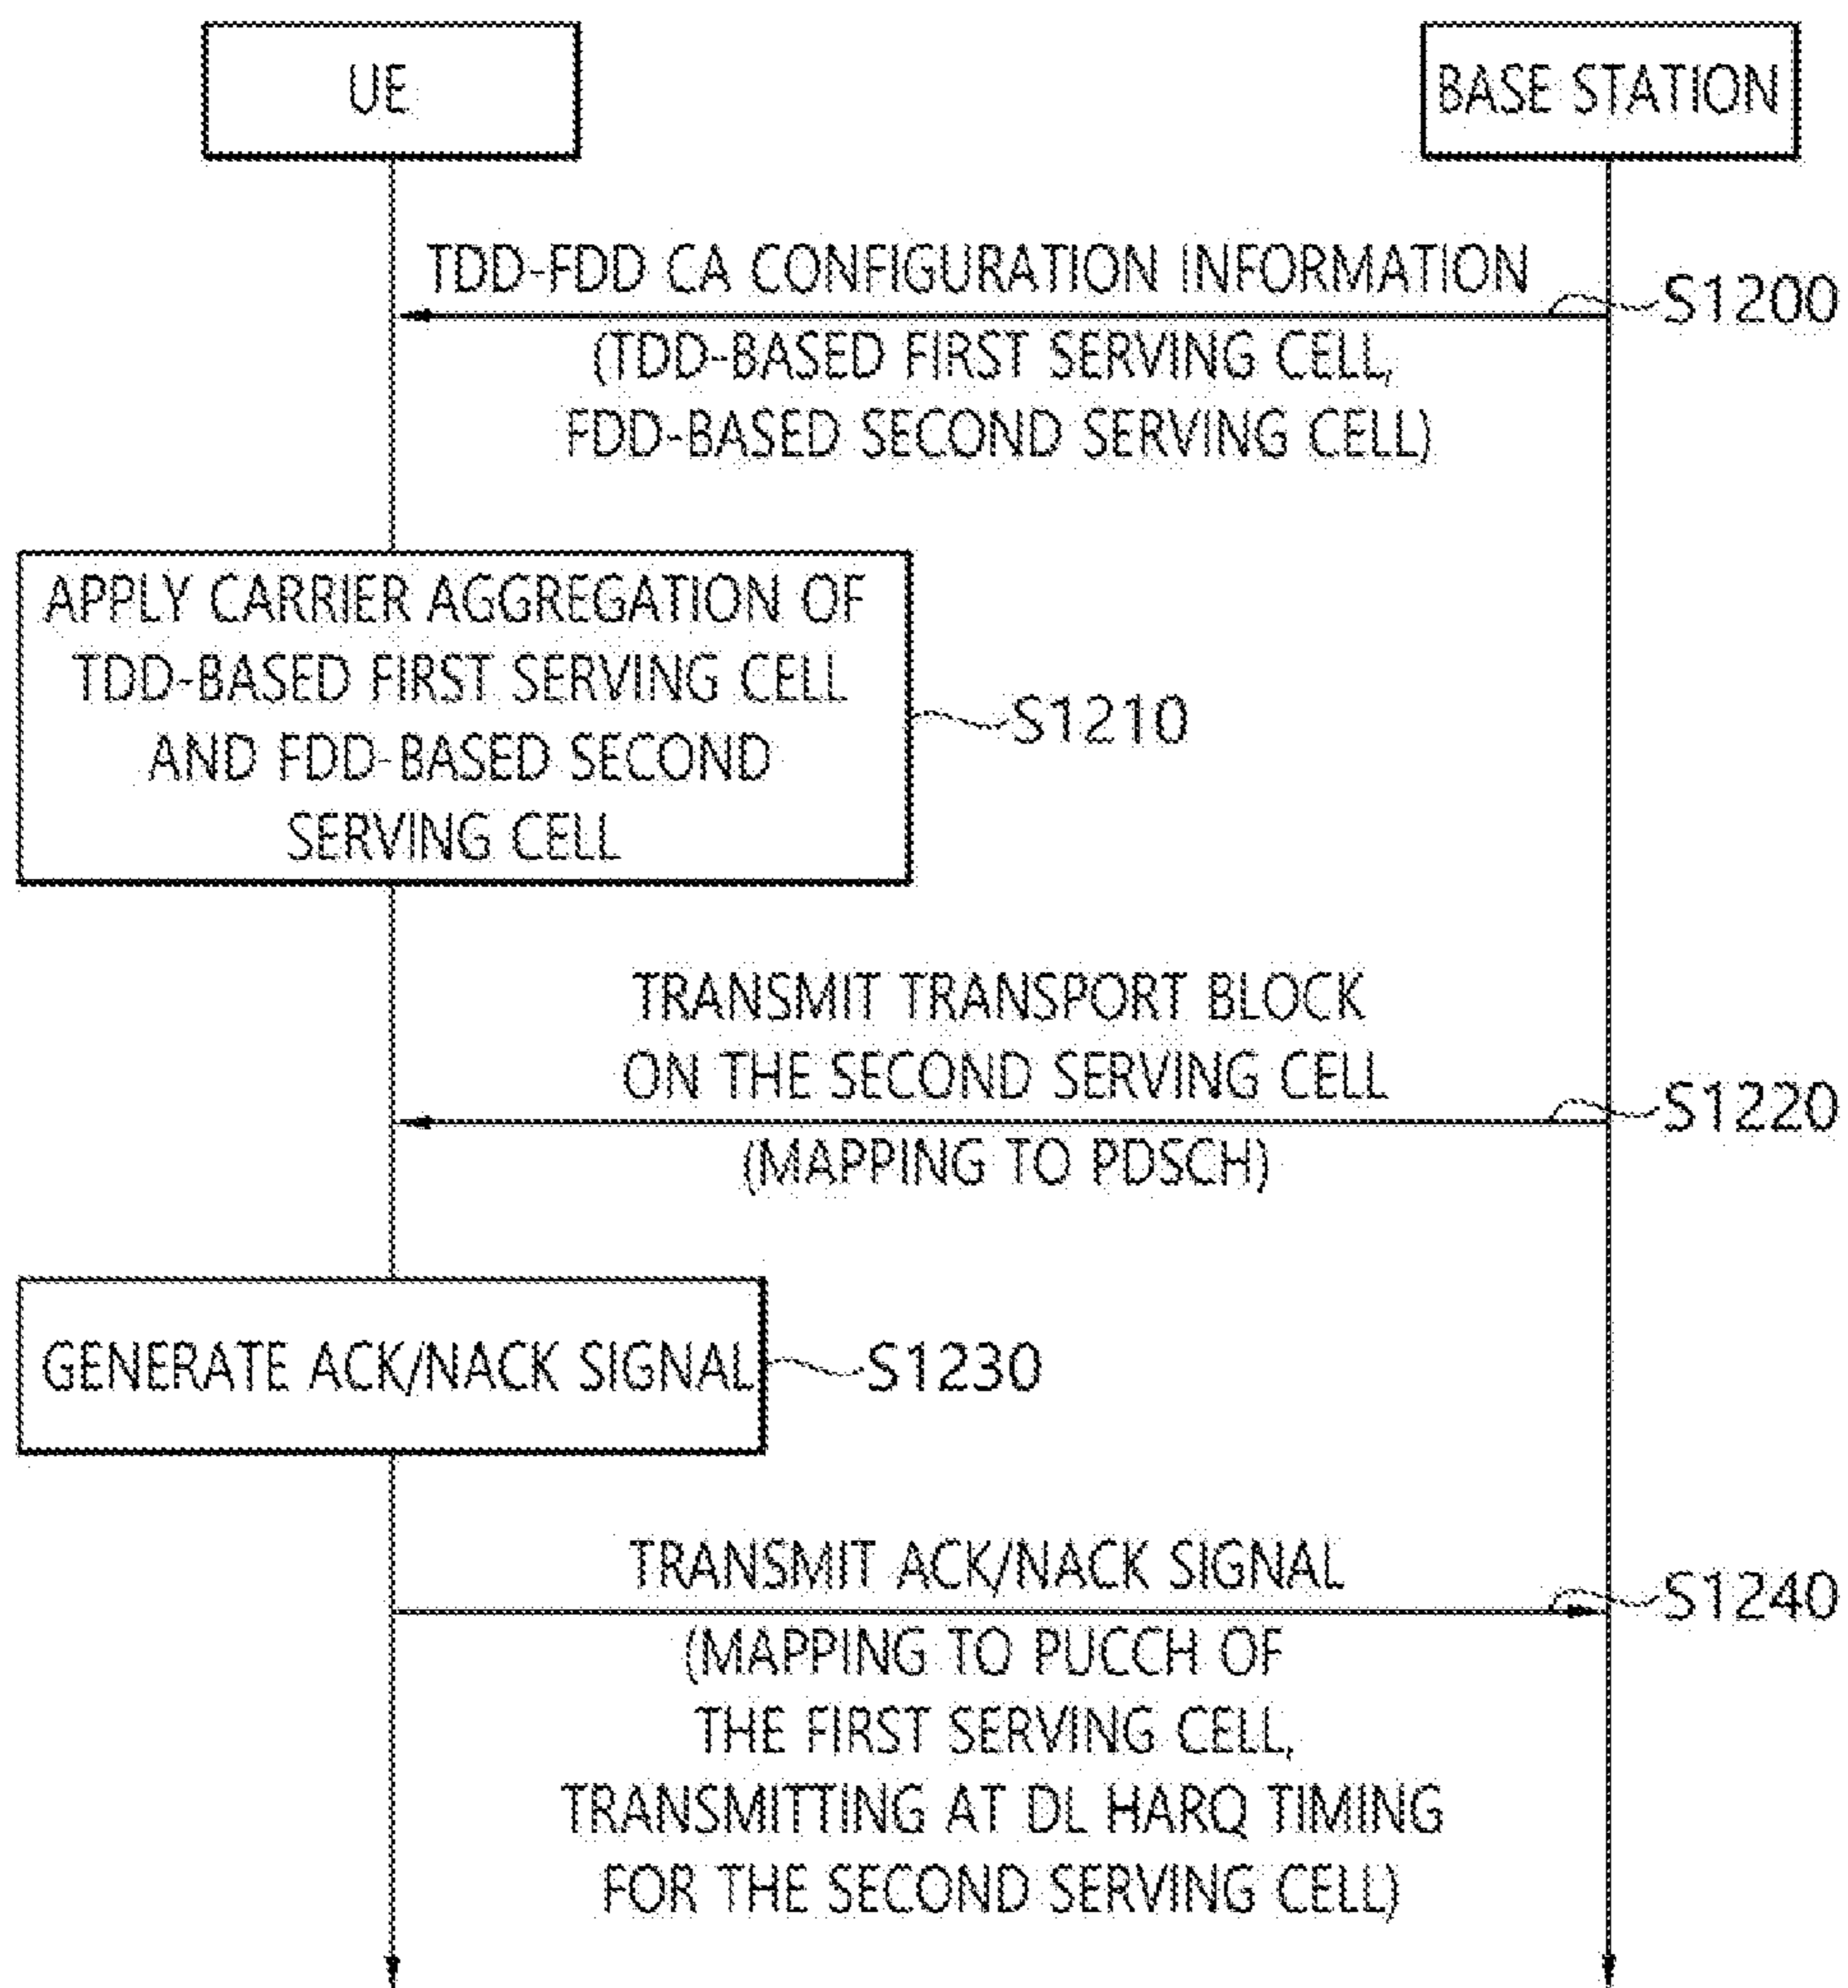 UE
BASE STATION
TDD-FDD CA CONFIGURATION INFORMATION
S1200
(TDD-BASED FIRST SERVING CELL,
FDD-BASED SECOND SERVING CELL)
APPLY CARRIER AGGREGATION OF
TDD-BASED FIRST SERVING CELL
AND FDD-BASED SECOND
SERVING CELL
S1210
TRANSMIT TRANSPORT BLOCK
ON THE SECOND SERVING CELL
S1220
(MAPPING TO PDSCH)
GENERATE ACK/NACK SIGNAL
S1230
TRANSMIT ACK/NACK SIGNAL
S1240
(MAPPING TO PUCCH OF
THE FIRST SERVING CELL,
TRANSMITTING AT DL HARQ TIMING
FOR THE SECOND SERVING CELL)